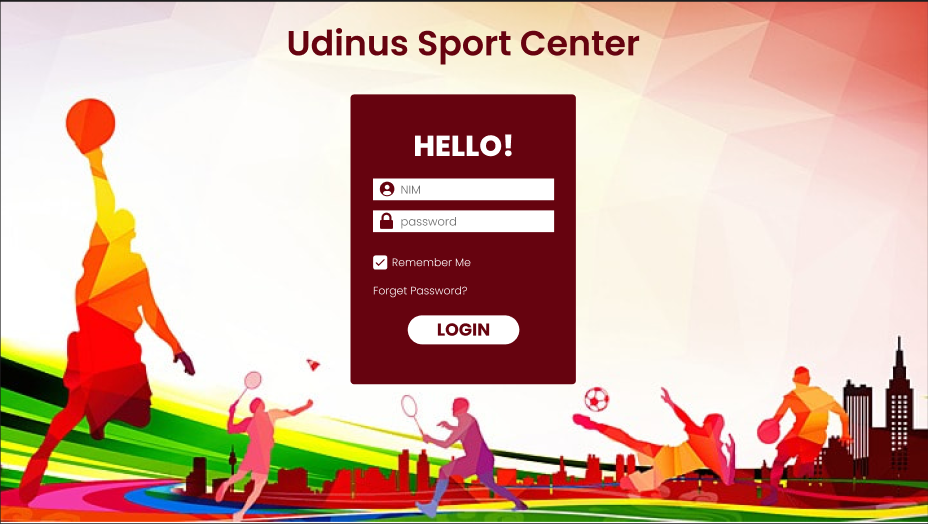 Udinus Sport Center
HELLO!
NIM
password
Remember Me
Forget Password?
LOGIN